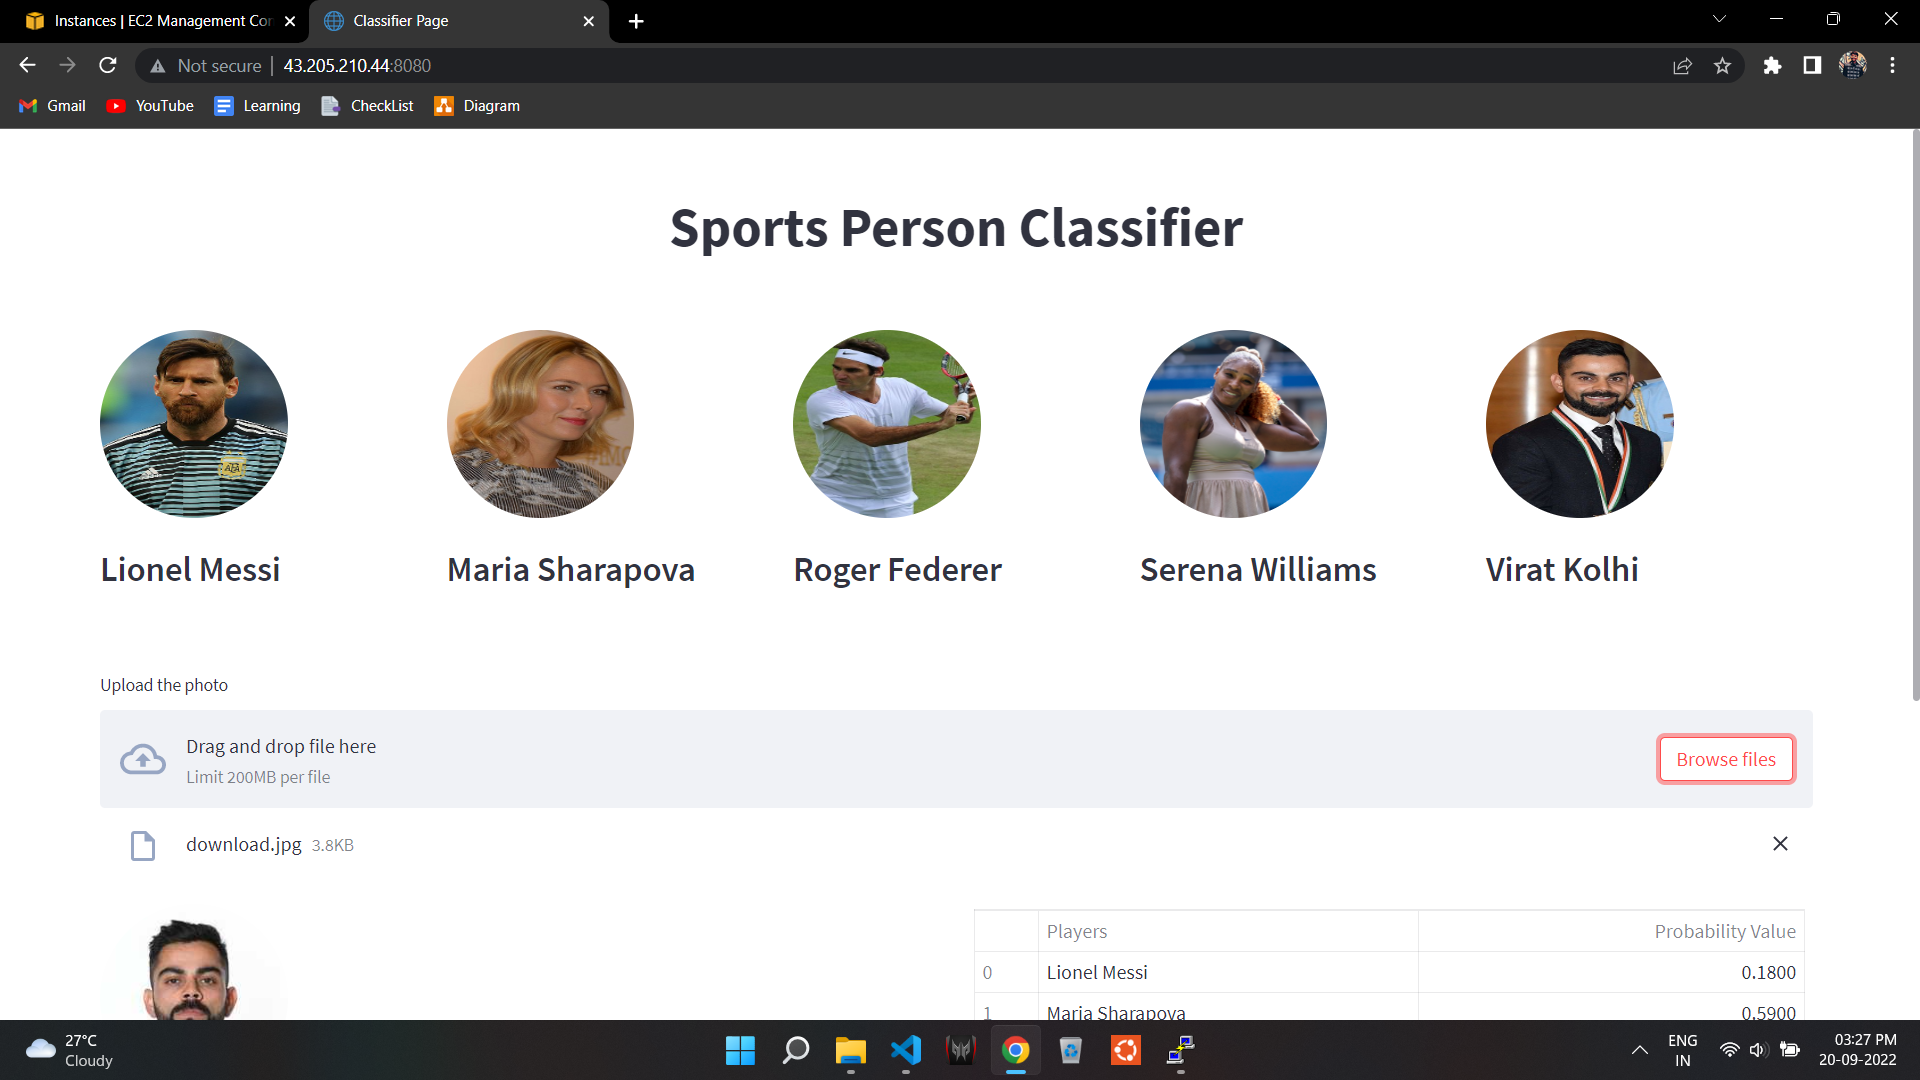 Instances | EC2 Management Con
Classifier Page
Not secure
43.205.210.44:8080
Gmail
YouTube
Learning
CheckList
Diagram
Sports Person Classifier
AFA
Lionel Messi
Maria Sharapova
Roger Federer
Serena Williams
Virat Kolhi
Upload the photo
Drag and drop file here
Limit 200MB per file
Browse files
download.jpg 3.8KB
Players Probability Value
0 Lionel Messi 0.1800
1 Maria Sharapova 0.5900
27°C
Cloudy
ENG
IN
03:27 PM
20-09-2022